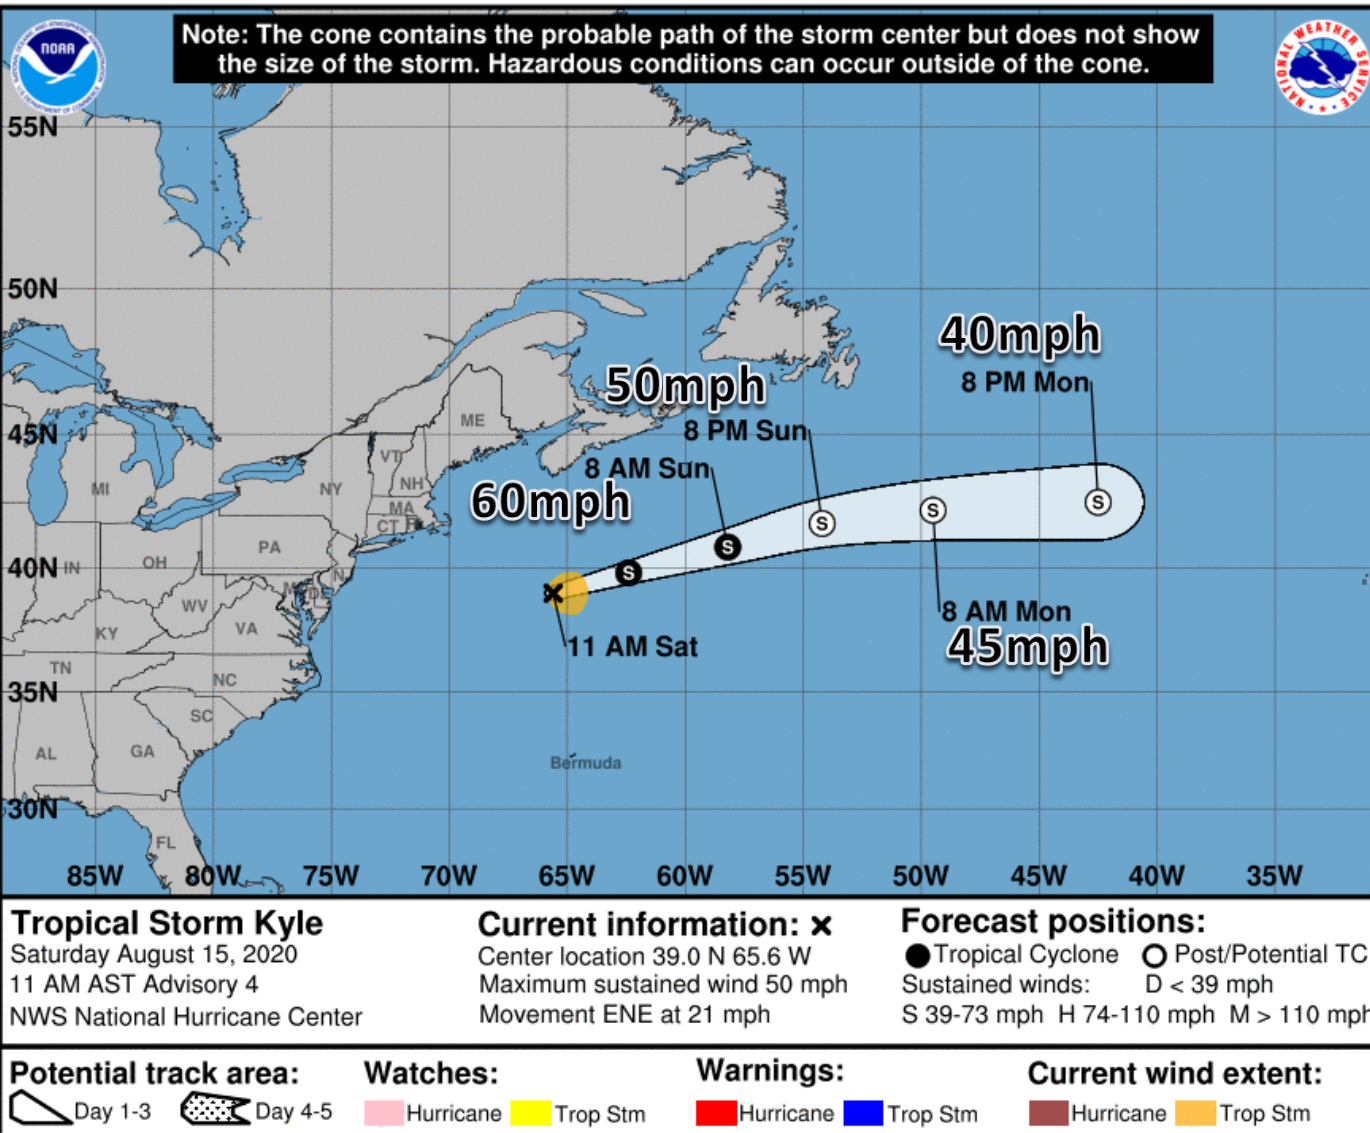 Note: The cone contains the probable path of the storm center but does not show
the size of the storm. Hazardous conditions can occur outside of the cone.
NOAA
NATIONAL WEATHER SERVICE
55N
50N
45N
40N
35N
30N
40mph
8 PM Mon
50mph
8 PM Sun
8 AM Sun
60mph
11 AM Sat
8 AM Mon
45mph
S
S
S
S
S
ME
VT
NH
MA
CT
NY
MI
PA
IN
OH
WV
VA
KY
TN
NC
SC
AL
GA
FL
DE
Bermuda
85W 80W 75W 70W 65W 60W 55W 50W 45W 40W 35W
Tropical Storm Kyle
Saturday August 15, 2020
11 AM AST Advisory 4
NWS National Hurricane Center
Current information: x
Center location 39.0 N 65.6 W
Maximum sustained wind 50 mph
Movement ENE at 21 mph
Forecast positions:
Tropical Cyclone Post/Potential TC
Sustained winds: D < 39 mph
S 39-73 mph H 74-110 mph M > 110 mph
Potential track area:
Day 1-3 Day 4-5
Watches:
Hurricane Trop Stm
Warnings:
Hurricane Trop Stm
Current wind extent:
Hurricane Trop Stm